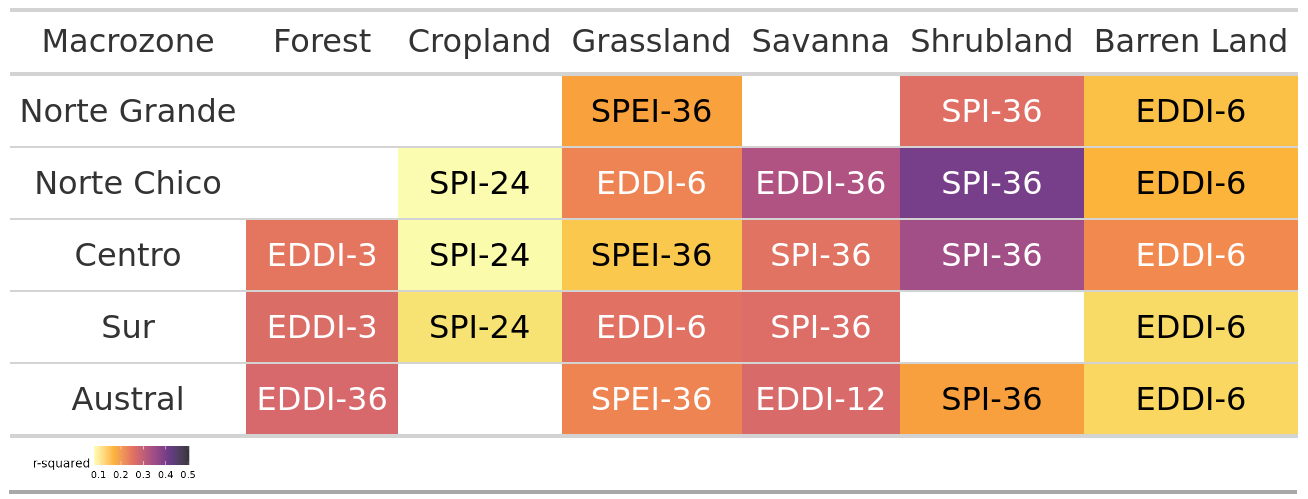 Macrozone Forest Cropland Grassland Savanna Shrubland Barren Land
Norte Grande SPEI-36 SPI-36 EDDI-6
Norte Chico SPI-24 EDDI-6 EDDI-36 SPI-36 EDDI-6
Centro EDDI-3 SPI-24 SPEI-36 SPI-36 SPI-36 EDDI-6
Sur EDDI-3 SPI-24 EDDI-6 SPI-36 EDDI-6
Austral EDDI-36 SPEI-36 EDDI-12 SPI-36 EDDI-6
r-squared
0.1 0.2 0.3 0.4 0.5